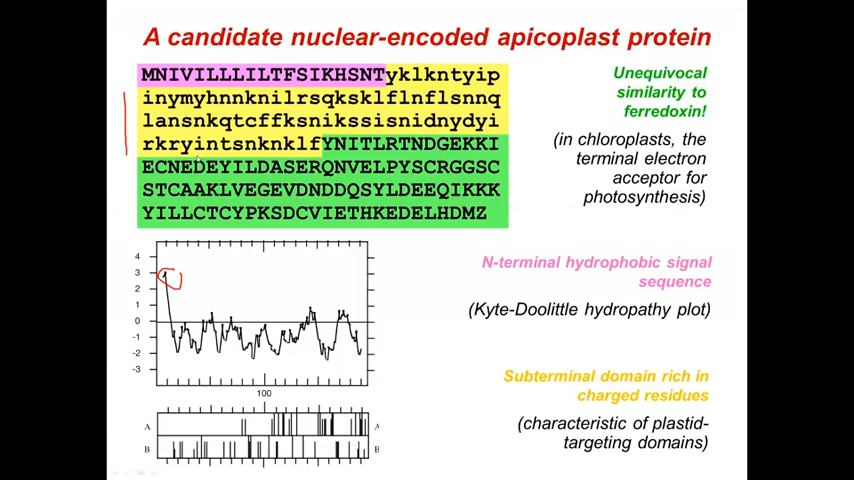 A candidate nuclear-encoded apicoplast protein
MNIVILLLILTFSIKHSNTyklkntyip
inymyhnnknilrsqksklflnflsnnq
lansnkqtcffksnikssisnidnydyi
rkryintsnknklfYNITLRTNDGEKKI
ECNEDEYILDASERQNVELPYSCRGGSC
STCAAKLVEGEVDNDDQSYLDEEQIKKK
YILLCTCYPKSDCVIETHKEDELHDMZ
Unequivocal
similarity to
ferredoxin!
(in chloroplasts, the
terminal electron
acceptor for
photosynthesis)
4
3
2
1
0
-1
-2
-3
100
A
A
B
B
N-terminal hydrophobic signal
sequence
(Kyte-Doolittle hydropathy plot)
Subterminal domain rich in
charged residues
(characteristic of plastid-
targeting domains)